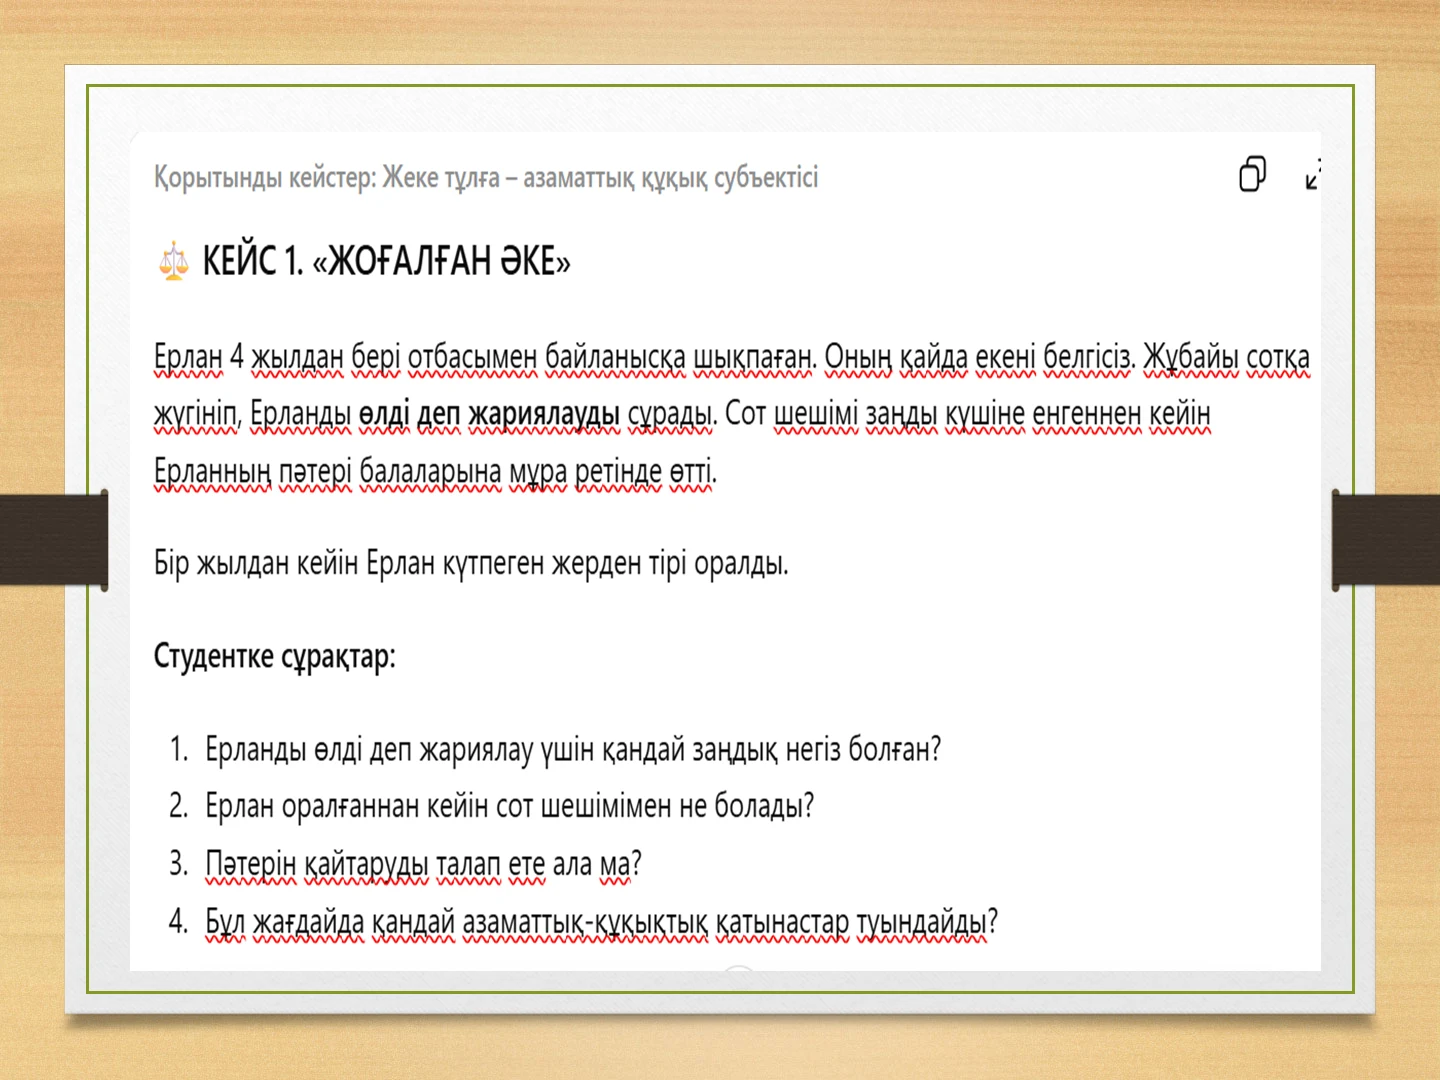 Қорытынды кейстер: Жеке тұлға – азаматтық құқық субъектісі
КЕЙС 1. «ЖОҒАЛҒАН ӘКЕ»
Ерлан 4 жылдан бері отбасымен байланысқа шықпаған. Оның қайда екені белгісіз. Жұбайы сотқа
жүгініп, Ерланды өлді деп жариялауды сұрады. Сот шешімі заңды күшіне енгеннен кейін
Ерланның пәтері балаларына мұра ретінде өтті.
Бір жылдан кейін Ерлан күтпеген жерден тірі оралды.
Студентке сұрақтар:
1. Ерланды өлді деп жариялау үшін қандай заңдық негіз болған?
2. Ерлан оралғаннан кейін сот шешімімен не болады?
3. Пәтерін қайтаруды талап ете ала ма?
4. Бұл жағдайда қандай азаматтық-құқықтық қатынастар туындайды?